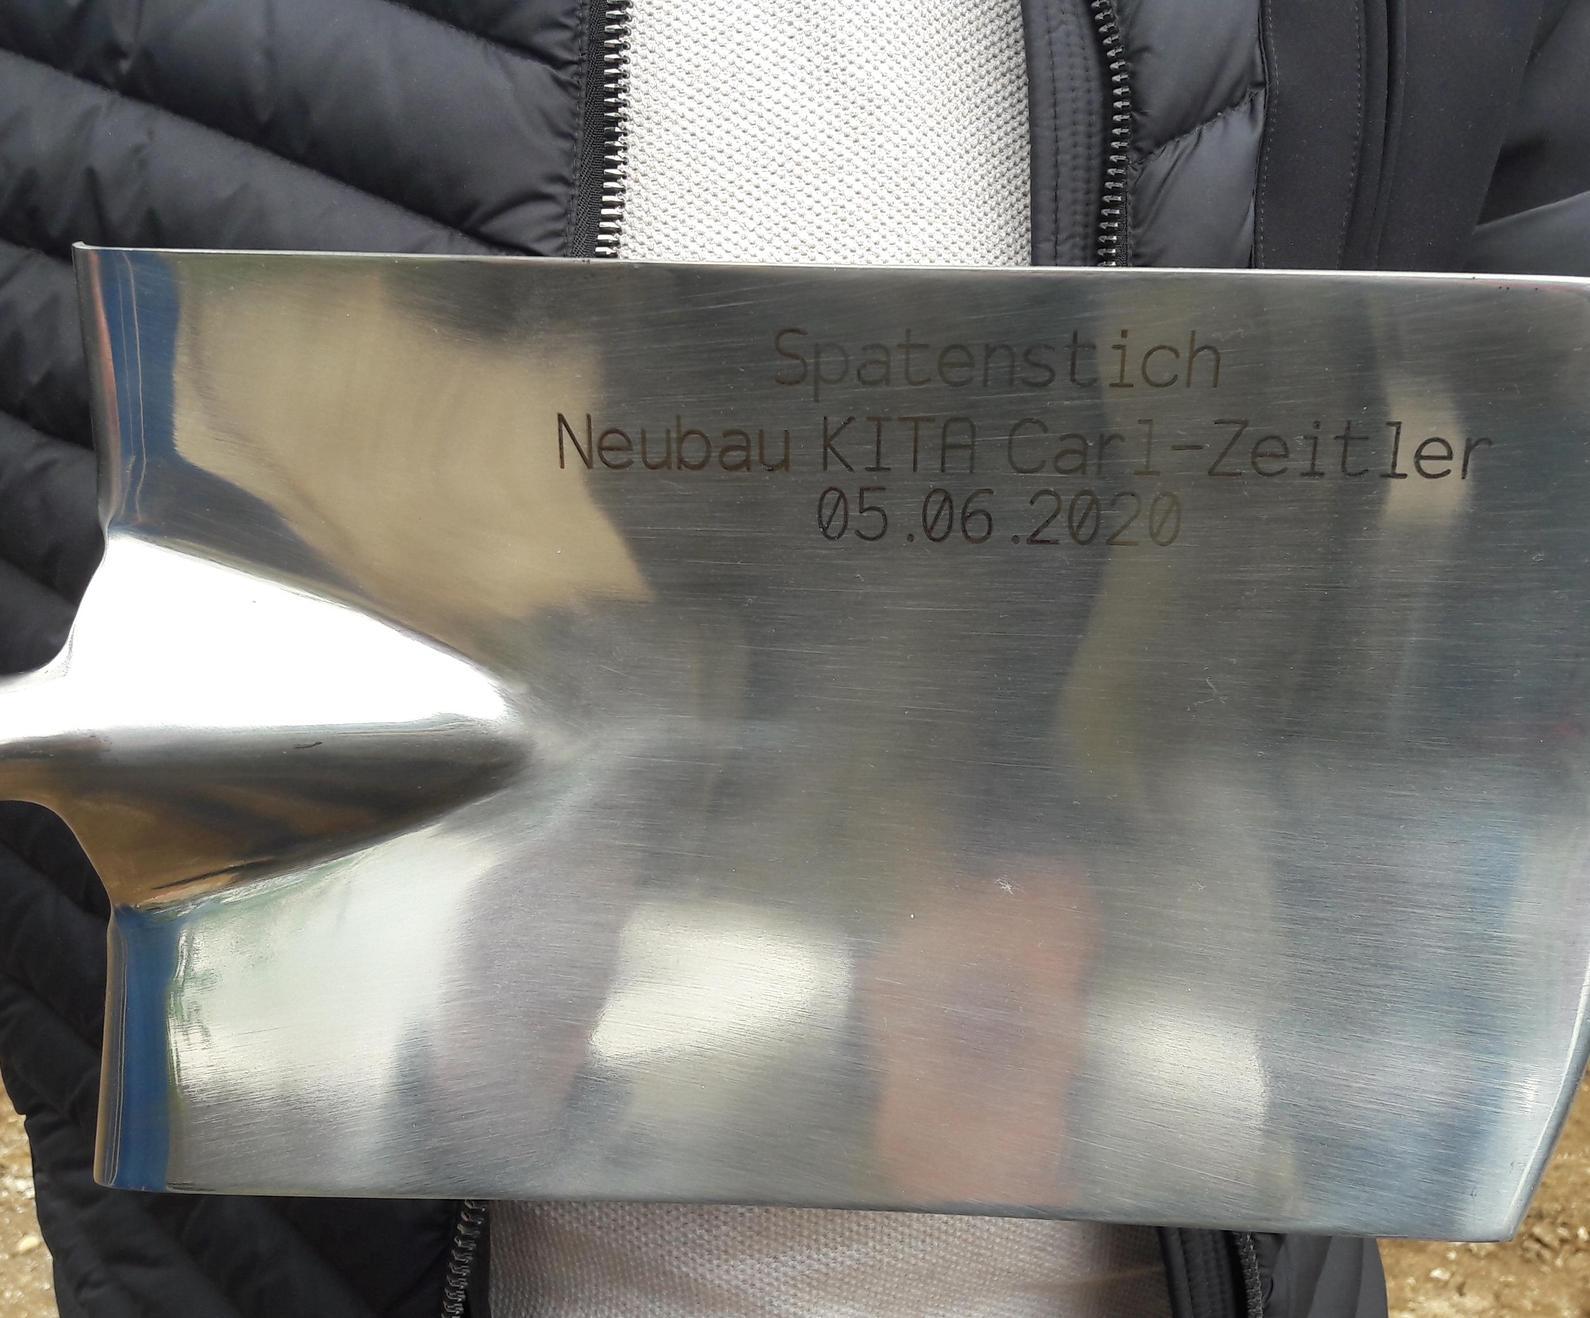 Spatenstich
Neubau KITA Carl-Zeitler
05.06.2020